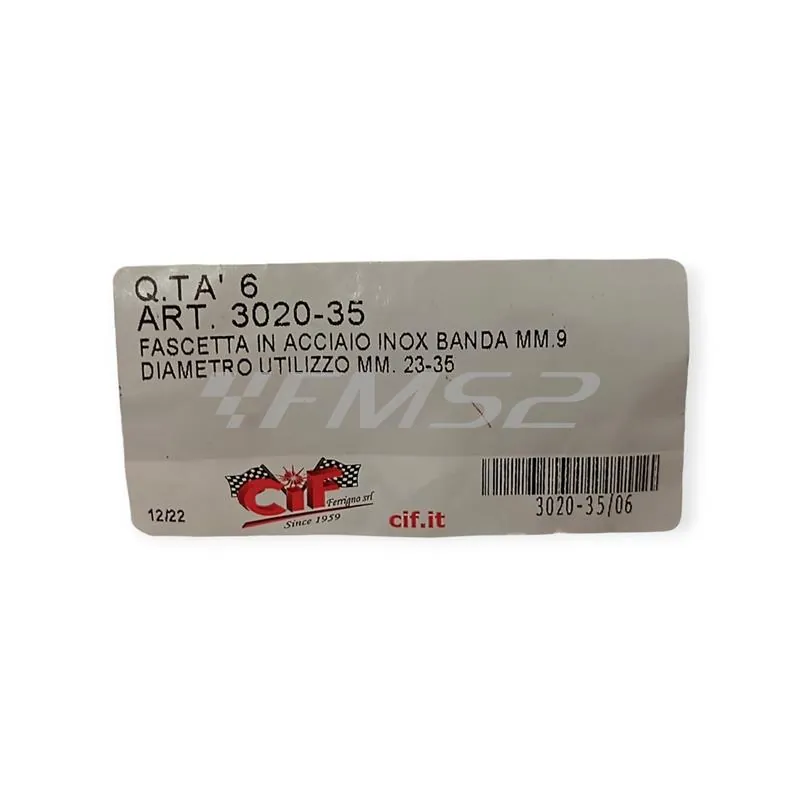 Q.TA' 6
ART. 3020-35
FASCETTA IN ACCIAIO INOX BANDA MM.9
DIAMETRO UTILIZZO MM. 23-35
FMS2
12/22
CiF
Ferrigno srl
Since 1959
cif.it
3020-35/06